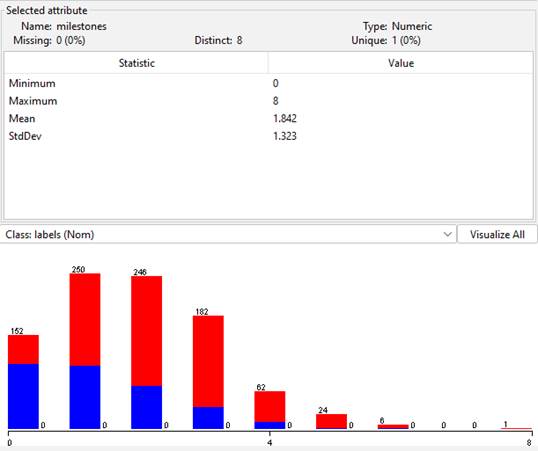 Selected attribute
Name: milestones Type: Numeric
Missing: 0 (0%) Distinct: 8 Unique: 1 (0%)
Statistic Value
Minimum 0
Maximum 8
Mean 1.842
StdDev 1.323
Class: labels (Nom) Visualize All
250 246
182
152
62
24
6
0 0 0 0 0 0 0 0 0 1
0 4 8